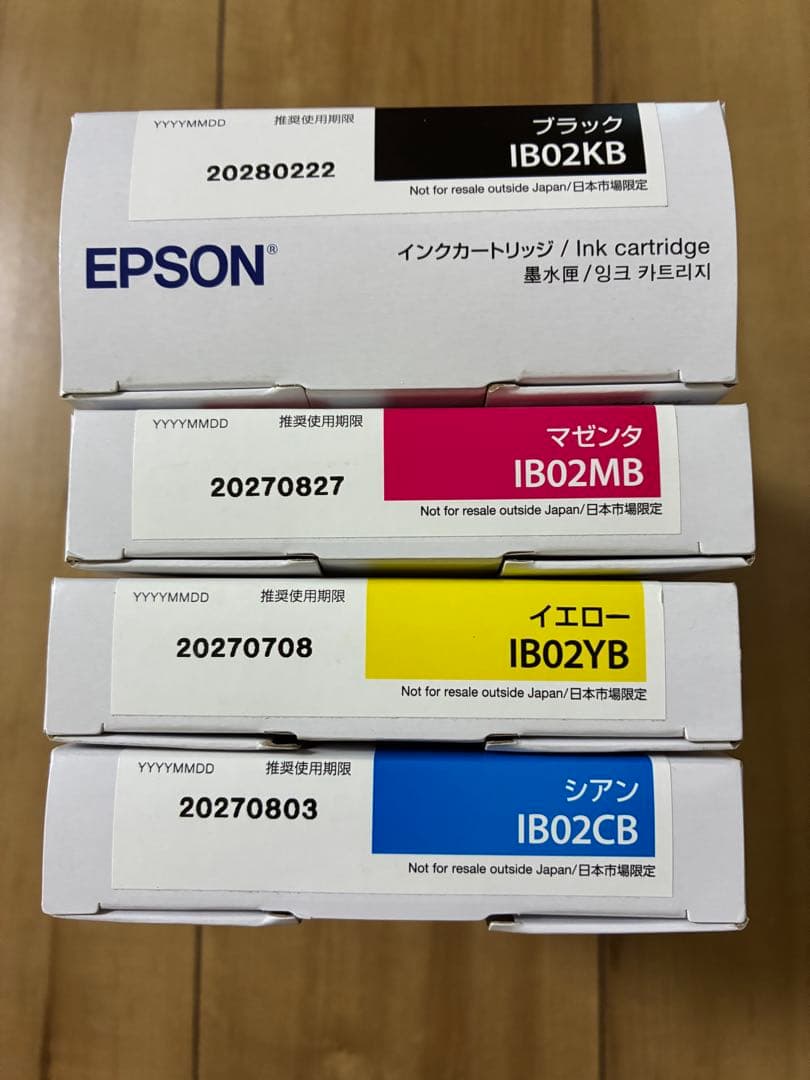 YYYYMMDD 推奨使用期限 ブラック
20280222 IB02KB
Not for resale outside Japan/日本市場限定
EPSON® インクカートリッジ / Ink cartridge
墨水匣/잉크 카트리지
YYYYMMDD 推奨使用期限 マゼンタ
20270827 IB02MB
Not for resale outside Japan/日本市場限定
YYYYMMDD 推奨使用期限 イエロー
20270708 IB02YB
Not for resale outside Japan/日本市場限定
YYYYMMDD 推奨使用期限 シアン
20270803 IB02CB
Not for resale outside Japan/日本市場限定